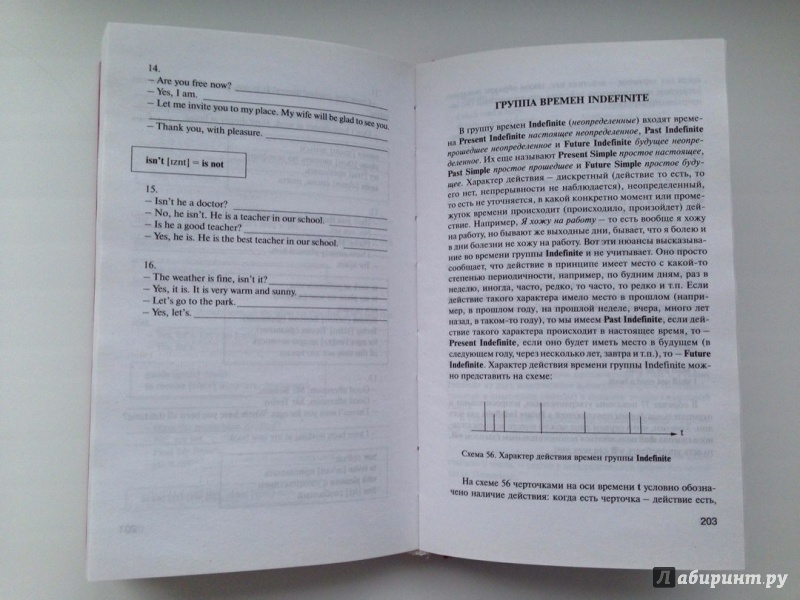 14.
– Are you free now?
– Yes, I am.
– Let me invite you to my place. My wife will be glad to see you.
– Thank you, with pleasure.
isn't [ɪznt] = is not
15.
– Isn't he a doctor?
– No, he isn't. He is a teacher in our school.
– Is he a good teacher?
– Yes, he is. He is the best teacher in our school.
16.
– The weather is fine, isn't it?
– Yes, it is. It is very warm and sunny.
– Let's go to the park.
– Yes, let's.
ГРУППА ВРЕМЕН INDEFINITE
В группу времен Indefinite (неопределенные) входят време-
на Present Indefinite настоящее неопределенное, Past Indefinite
прошедшее неопределенное и Future Indefinite будущее неопре-
деленное. Их еще называют Present Simple простое настоящее,
Past Simple простое прошедшее и Future Simple простое буду-
щее. Характер действия – дискретный (действие то есть, то
его нет, непрерывности не наблюдается), неопределенный,
то есть не уточняется, в какой конкретно момент или проме-
жуток времени происходит (происходило, произойдет) дей-
ствие. Например, Я хожу на работу – то есть вообще я хожу
на работу, но бывают же выходные дни, бывает, что я болею и
в дни болезни не хожу на работу. Вот эти нюансы высказыва-
ние во времени группы Indefinite и не учитывает. Оно просто
сообщает, что действие в принципе имеет место с какой-то
степенью периодичности, например, по будним дням, раз в
неделю, иногда, часто, редко, то часто, то редко и т.п. Если
действие такого характера имело место в прошлом (напри-
мер, в прошлом году, на прошлой неделе, вчера, много лет
назад, в таком-то году), то мы имеем Past Indefinite, если дей-
ствие такого характера происходит в настоящее время, то –
Present Indefinite, если оно будет иметь место в будущем (в
следующем году, через несколько лет, завтра и т.п.), то – Future
Indefinite. Характер действия времени группы Indefinite мож-
но представить на схеме:
t
Схема 56. Характер действия времен группы Indefinite
На схеме 56 черточками на оси времени t условно обозна-
чено наличие действия: когда есть черточка – действие есть,
203
Лабиринт.ру